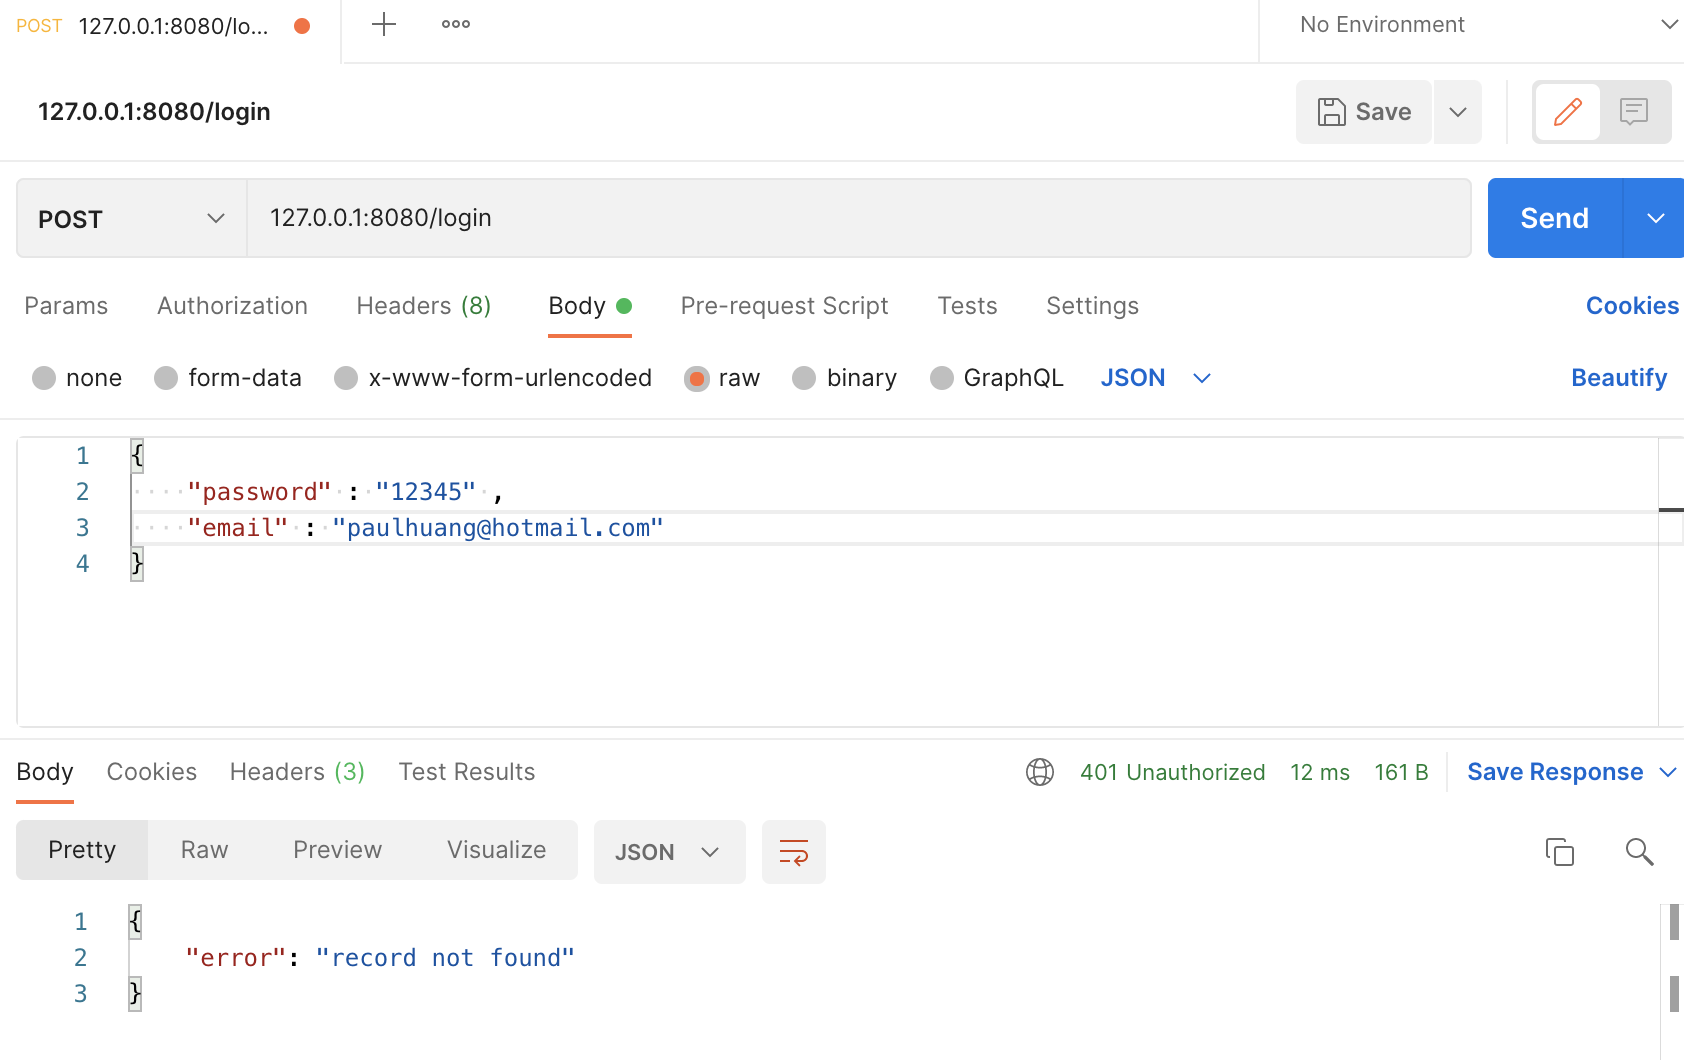 POST 127.0.0.1:8080/lo... No Environment
127.0.0.1:8080/login Save
POST 127.0.0.1:8080/login Send
Params Authorization Headers (8) Body Pre-request Script Tests Settings Cookies
none form-data x-www-form-urlencoded raw binary GraphQL JSON Beautify
1 {
2 "password" : "12345" ,
3 "email" : "paulhuang@hotmail.com"
4 }
Body Cookies Headers (3) Test Results 401 Unauthorized 12 ms 161 B Save Response
Pretty Raw Preview Visualize JSON
1 {
2 "error": "record not found"
3 }